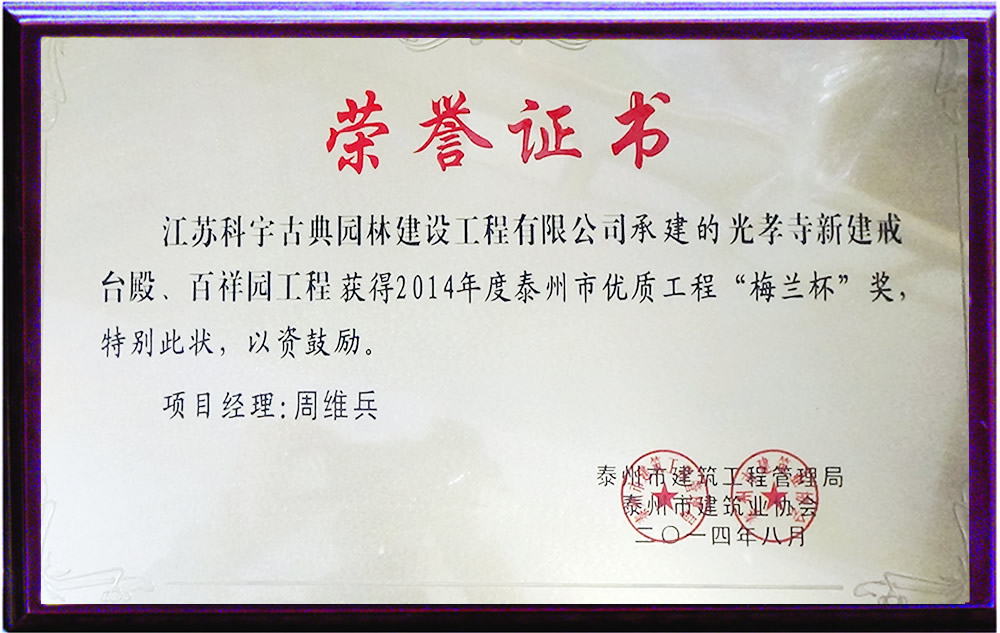 荣誉证书
江苏科宇古典园林建设工程有限公司承建的光孝寺新建戒
台殿、百祥园工程获得2014年度泰州市优质工程“梅兰杯”奖，
特别此状，以资鼓励。
项目经理：周维兵
泰州市建筑工程管理局
泰州市建筑业协会
二〇一四年八月